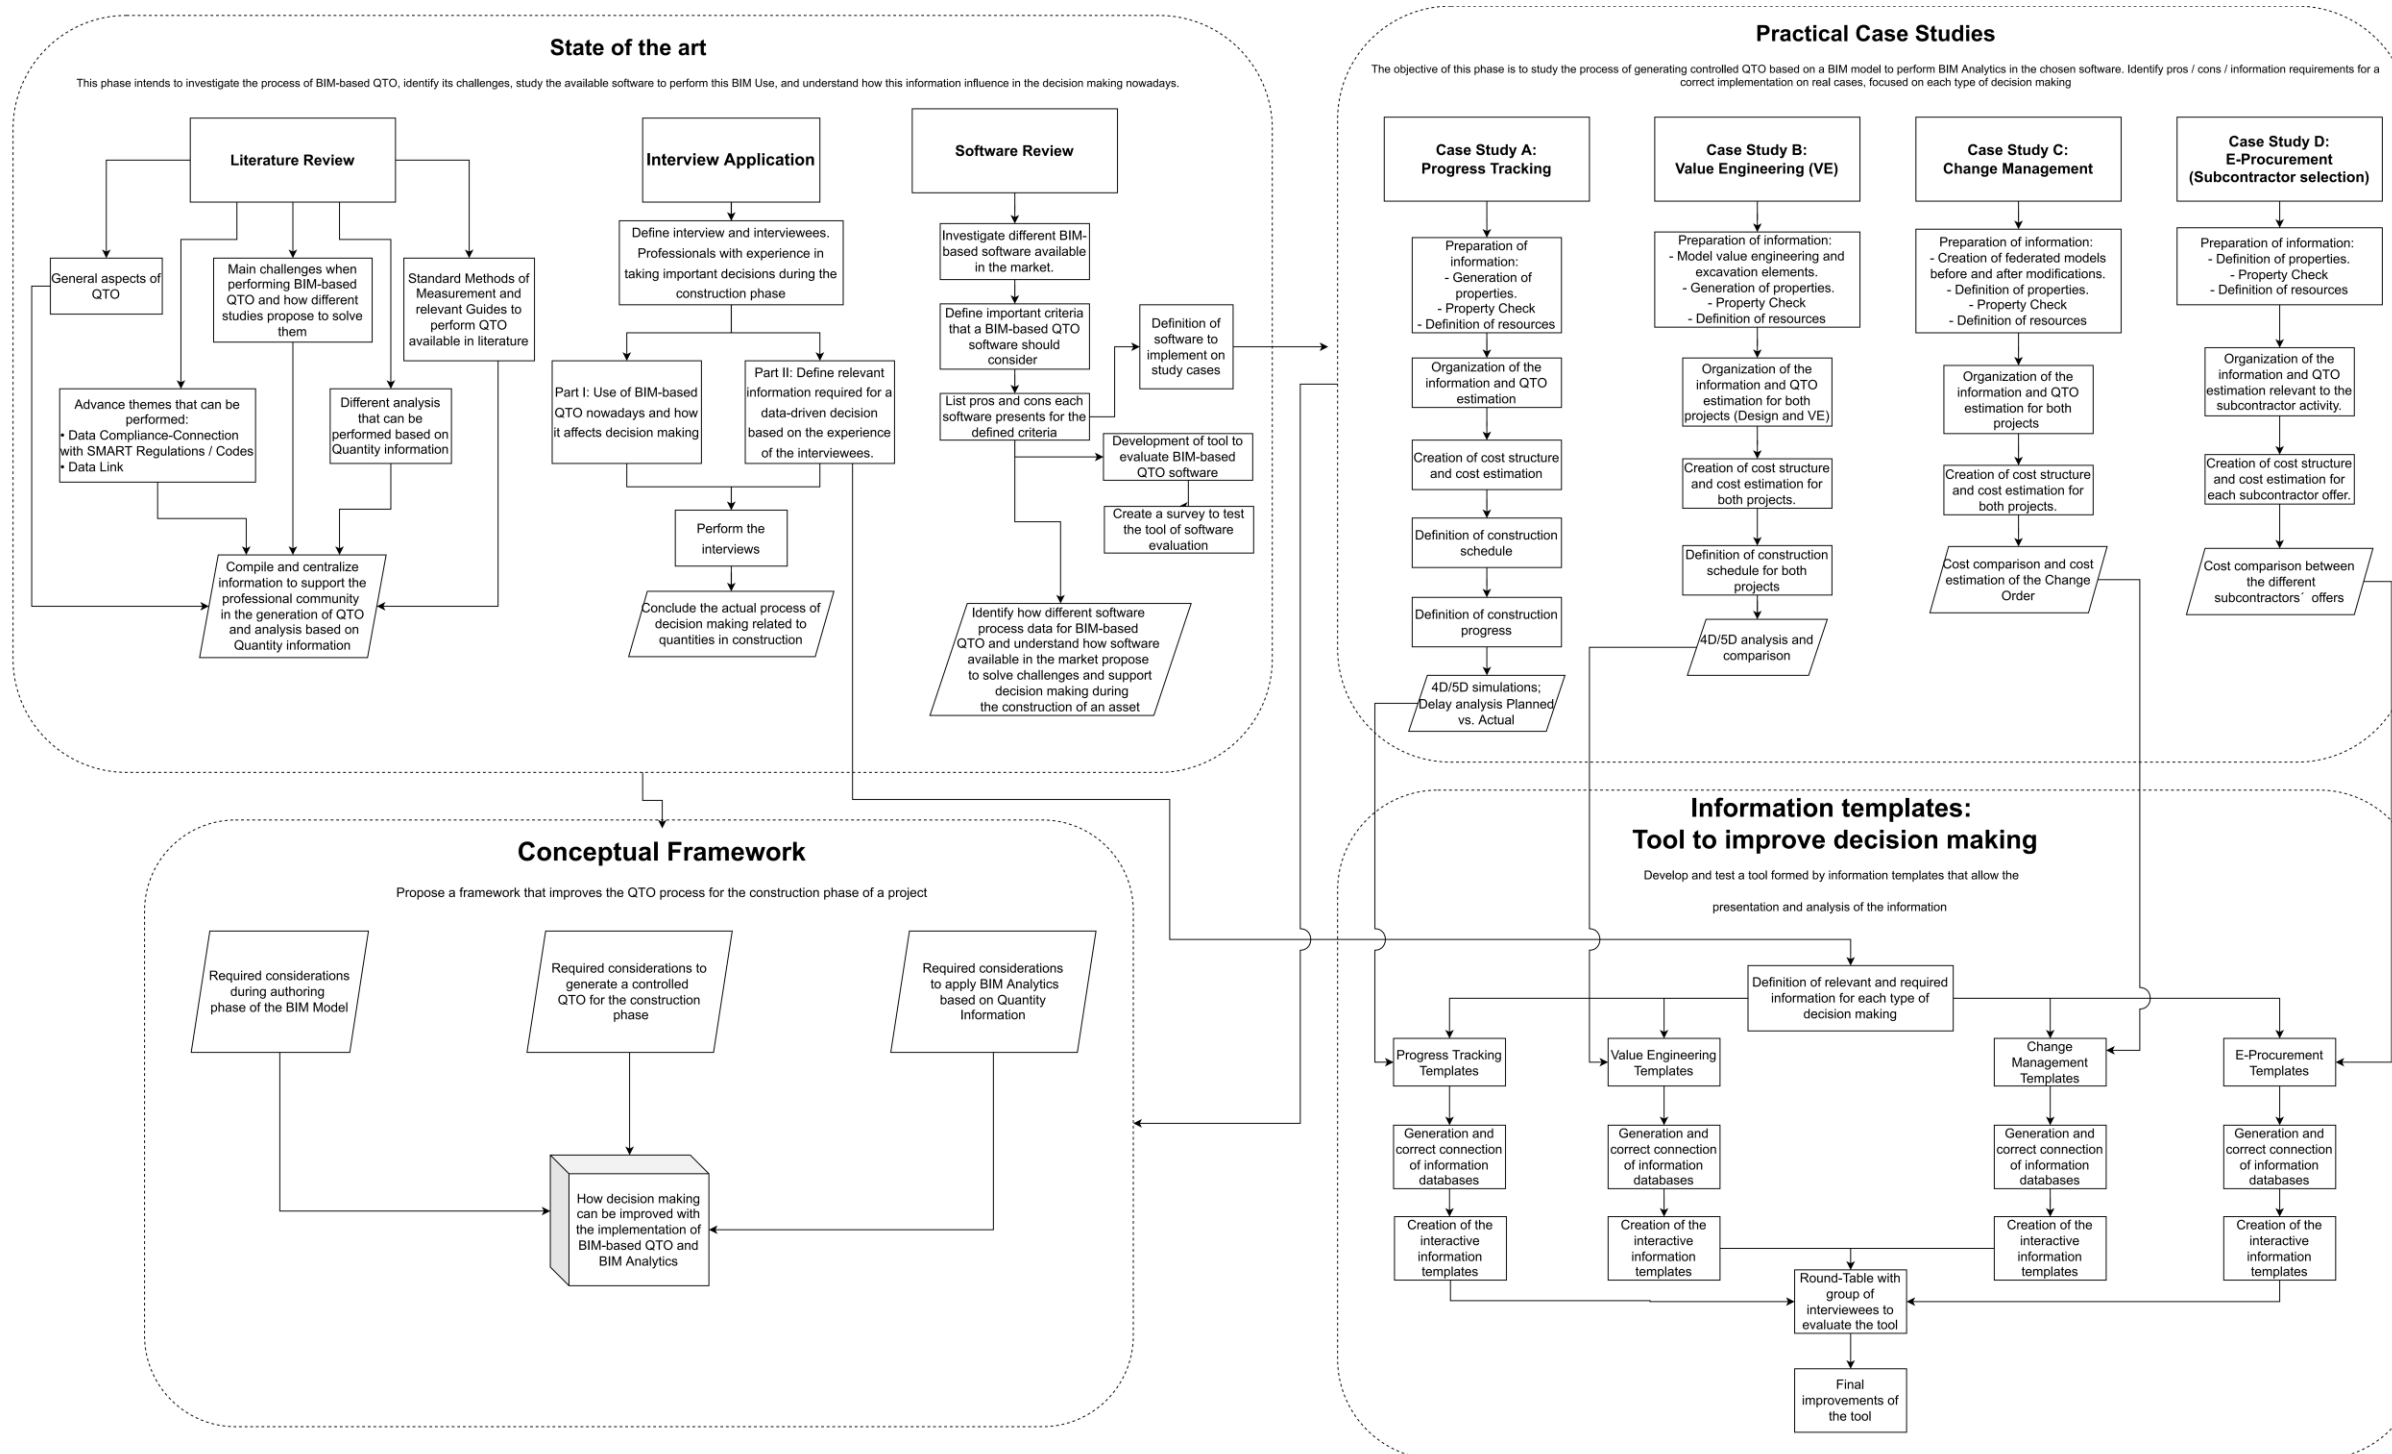 State of the art
This phase intends to investigate the process of BIM-based QTO, identify its challenges, study the available software to perform this BIM Use, and understand how this information influence in the decision making nowadays.
Literature Review
General aspects of
QTO
Main challenges when
performing BIM-based
QTO and how different
studies propose to solve
them
Standard Methods of
Measurement and
relevant Guides to
perform QTO
available in literature
Advance themes that can be
performed:
• Data Compliance-Connection
with SMART Regulations / Codes
• Data Link
Different analysis
that can be
performed based on
Quantity information
Compile and centralize
information to support the
professional community
in the generation of QTO
and analysis based on
Quantity information
Interview Application
Define interview and interviewees.
Professionals with experience in
taking important decisions during the
construction phase
Part I: Use of BIM-based
QTO nowadays and how
it affects decision making
Part II: Define relevant
information required for a
data-driven decision
based on the experience
of the interviewees.
Perform the
interviews
Conclude the actual process of
decision making related to
quantities in construction
Software Review
Investigate different BIM-
based software available
in the market.
Define important criteria
that a BIM-based QTO
software should
consider
List pros and cons each
software presents for the
defined criteria
Definition of
software to
implement on
study cases
Development of tool to
evaluate BIM-based
QTO software
Create a survey to test
the tool of software
evaluation
Identify how different software
process data for BIM-based
QTO and understand how software
available in the market propose
to solve challenges and support
decision making during
the construction of an asset
Practical Case Studies
The objective of this phase is to study the process of generating controlled QTO based on a BIM model to perform BIM Analytics in the chosen software. Identify pros / cons / information requirements for a
correct implementation on real cases, focused on each type of decision making
Case Study A:
Progress Tracking
Preparation of
information:
- Generation of
properties.
- Property Check
- Definition of resources
Organization of the
information and QTO
estimation
Creation of cost structure
and cost estimation
Definition of construction
schedule
Definition of construction
progress
4D/5D simulations;
Delay analysis Planned
vs. Actual
Case Study B:
Value Engineering (VE)
Preparation of information:
- Model value engineering and
excavation elements.
- Generation of properties.
- Property Check
- Definition of resources
Organization of the
information and QTO
estimation for both
projects (Design and VE)
Creation of cost structure
and cost estimation for
both projects.
Definition of construction
schedule for both
projects
4D/5D analysis and
comparison
Case Study C:
Change Management
Preparation of information:
- Creation of federated models
before and after modifications.
- Definition of properties.
- Property Check
- Definition of resources
Organization of the
information and QTO
estimation for both
projects
Creation of cost structure
and cost estimation for
both projects.
Cost comparison and cost
estimation of the Change
Order
Case Study D:
E-Procurement
(Subcontractor selection)
Preparation of information:
- Definition of properties.
- Property Check
- Definition of resources
Organization of the
information and QTO
estimation relevant to the
subcontractor activity.
Creation of cost structure
and cost estimation for
each subcontractor offer.
Cost comparison between
the different
subcontractors´ offers
Conceptual Framework
Propose a framework that improves the QTO process for the construction phase of a project
Required considerations
during authoring
phase of the BIM Model
Required considerations to
generate a controlled
QTO for the construction
phase
Required considerations
to apply BIM Analytics
based on Quantity
Information
How decision making
can be improved with
the implementation of
BIM-based QTO and
BIM Analytics
Information templates:
Tool to improve decision making
Develop and test a tool formed by information templates that allow the
presentation and analysis of the information
Definition of relevant and required
information for each type of
decision making
Progress Tracking
Templates
Value Engineering
Templates
Change
Management
Templates
E-Procurement
Templates
Generation and
correct connection
of information
databases
Generation and
correct connection
of information
databases
Generation and
correct connection
of information
databases
Generation and
correct connection
of information
databases
Creation of the
interactive
information
templates
Creation of the
interactive
information
templates
Creation of the
interactive
information
templates
Creation of the
interactive
information
templates
Round-Table with
group of
interviewees to
evaluate the tool
Final
improvements of
the tool